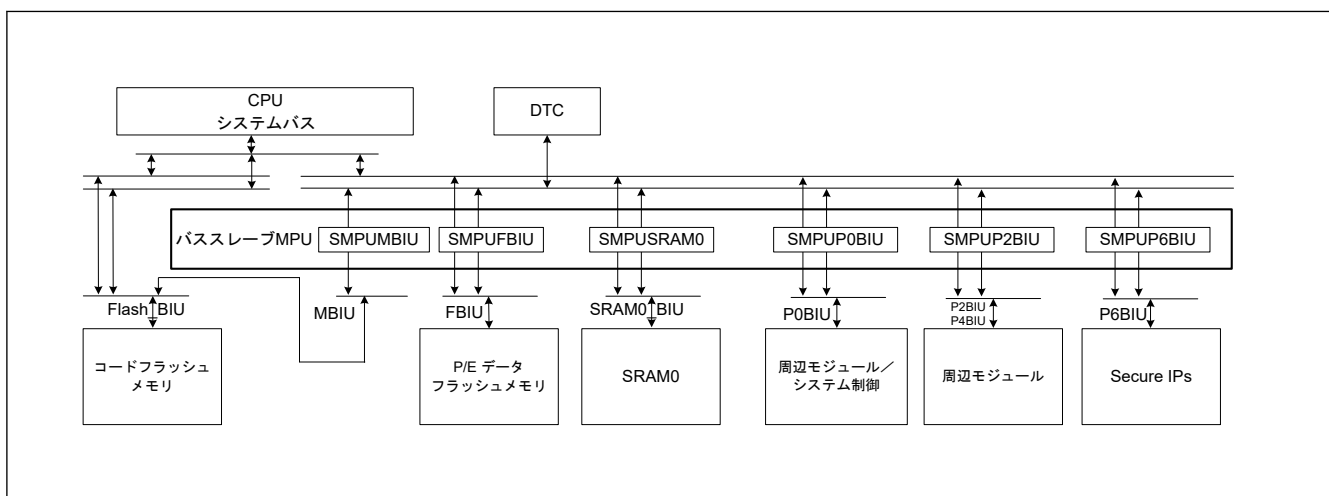 CPU
システムバス
DTC
バススレーブMPU
SMPUMBIU
SMPUFBIU
SMPUSRAM0
SMPUP0BIU
SMPUP2BIU
SMPUP6BIU
Flash BIU
MBIU
FBIU
SRAM0 BIU
P0BIU
P2BIU
P4BIU
P6BIU
コードフラッシュ
メモリ
P/E データ
フラッシュメモリ
SRAM0
周辺モジュール／
システム制御
周辺モジュール
Secure IPs